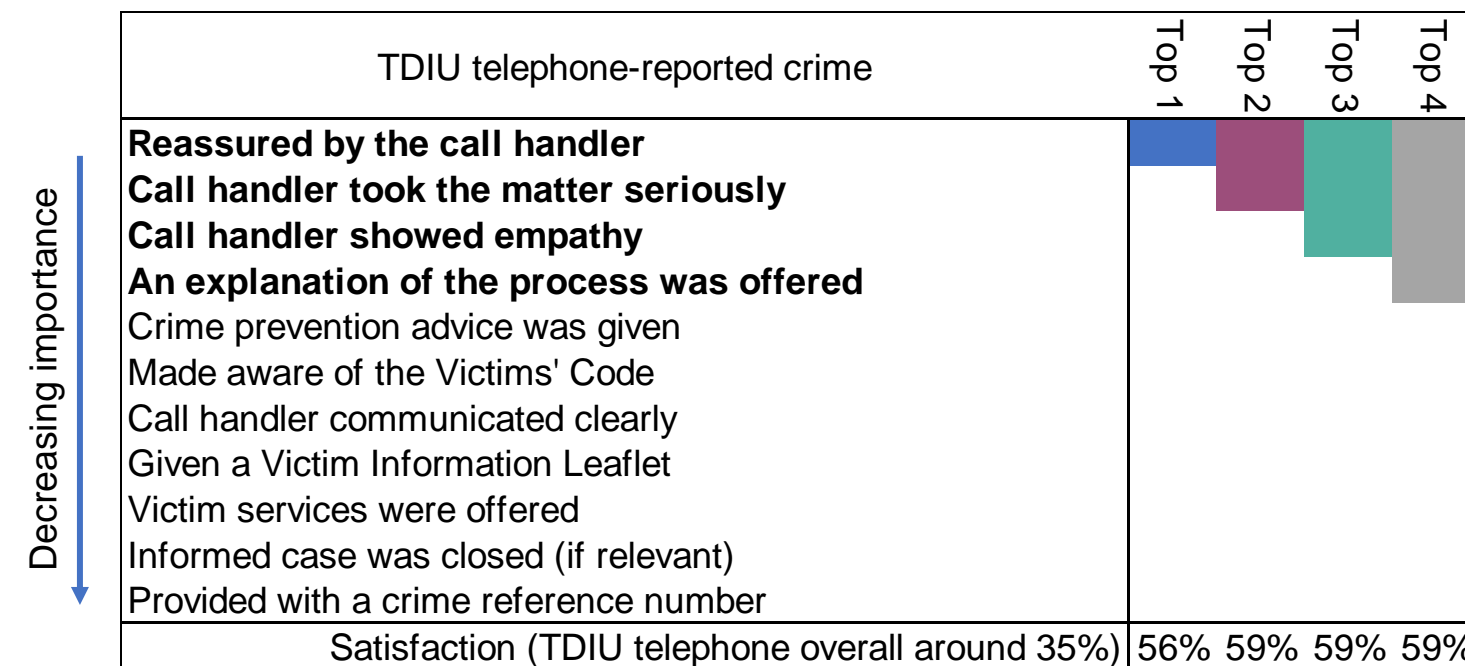 TDIU telephone-reported crime
Top 1
Top 2
Top 3
Top 4
Decreasing importance
Reassured by the call handler
Call handler took the matter seriously
Call handler showed empathy
An explanation of the process was offered
Crime prevention advice was given
Made aware of the Victims' Code
Call handler communicated clearly
Given a Victim Information Leaflet
Victim services were offered
Informed case was closed (if relevant)
Provided with a crime reference number
Satisfaction (TDIU telephone overall around 35%) 56% 59% 59% 59%